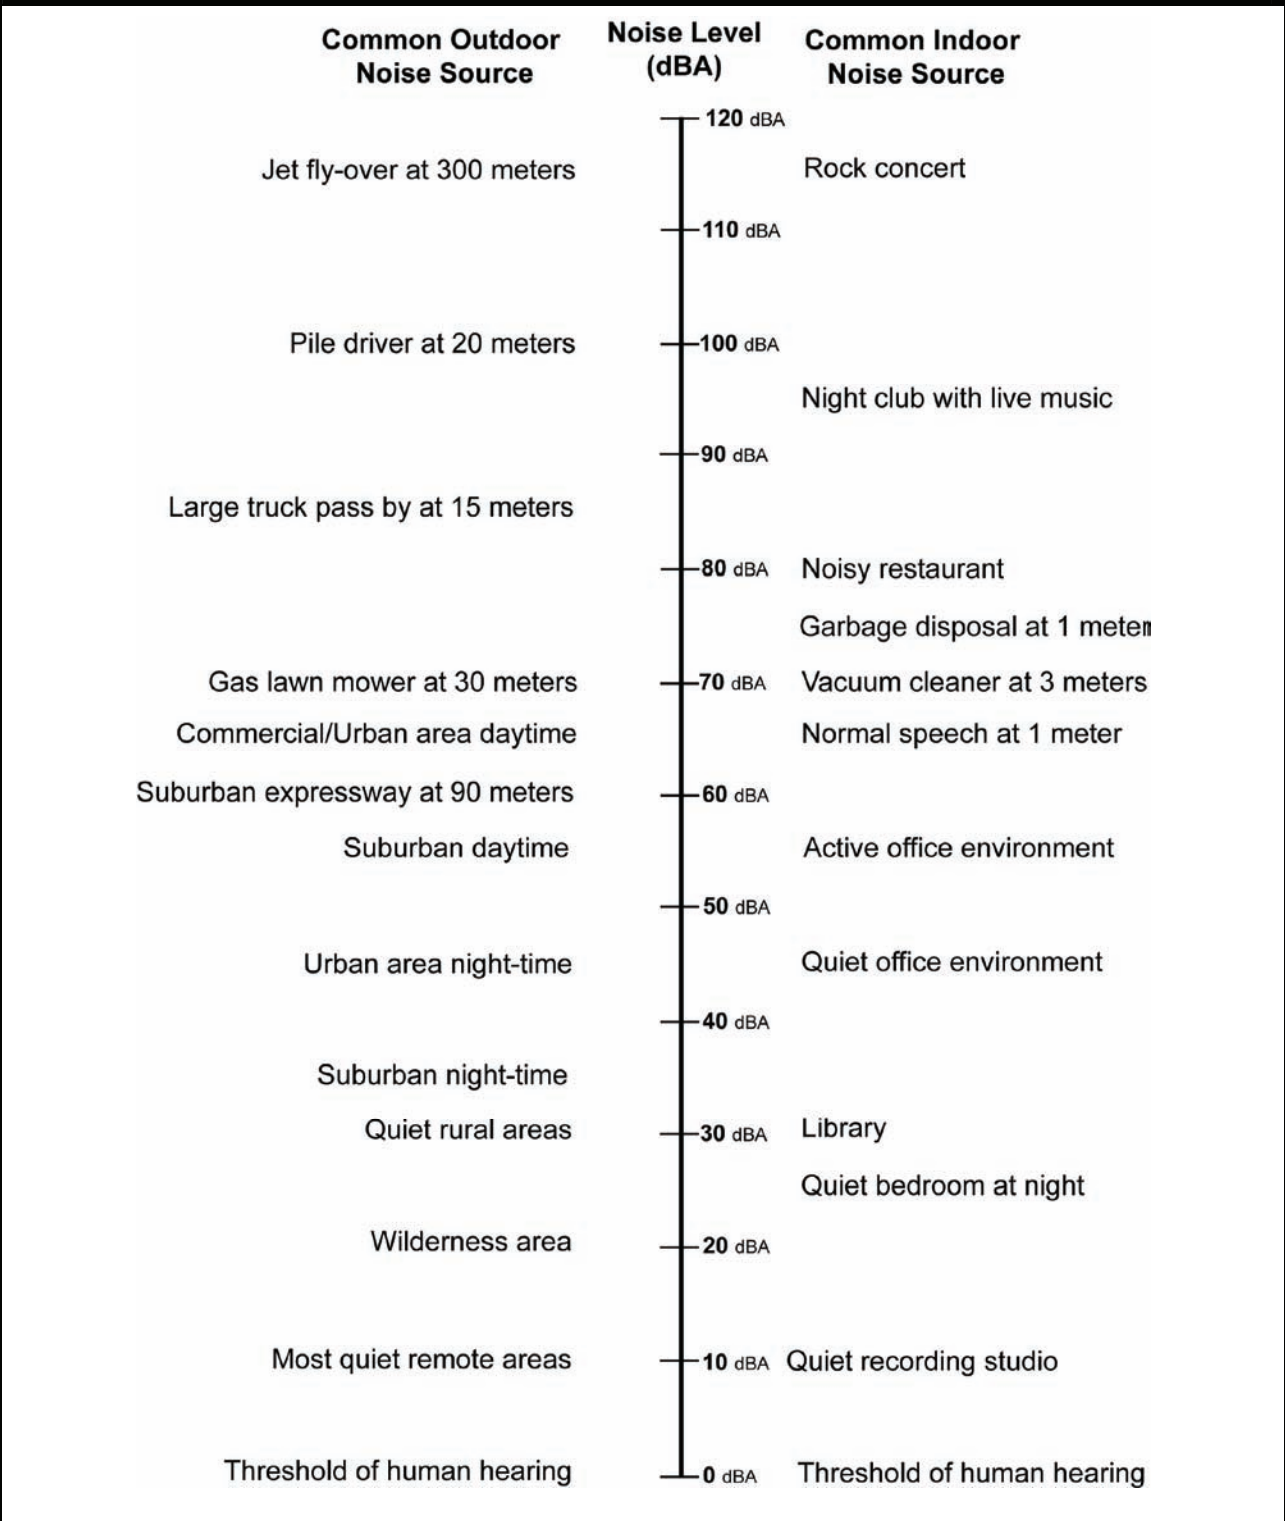 Common Outdoor
Noise Source
Noise Level
(dBA)
Common Indoor
Noise Source
120 dBA
Jet fly-over at 300 meters
Rock concert
110 dBA
Pile driver at 20 meters
100 dBA
Night club with live music
90 dBA
Large truck pass by at 15 meters
80 dBA
Noisy restaurant
Garbage disposal at 1 meter
Gas lawn mower at 30 meters
70 dBA
Vacuum cleaner at 3 meters
Commercial/Urban area daytime
Normal speech at 1 meter
Suburban expressway at 90 meters
60 dBA
Suburban daytime
Active office environment
50 dBA
Urban area night-time
Quiet office environment
40 dBA
Suburban night-time
Quiet rural areas
30 dBA
Library
Quiet bedroom at night
Wilderness area
20 dBA
Most quiet remote areas
10 dBA
Quiet recording studio
Threshold of human hearing
0 dBA
Threshold of human hearing